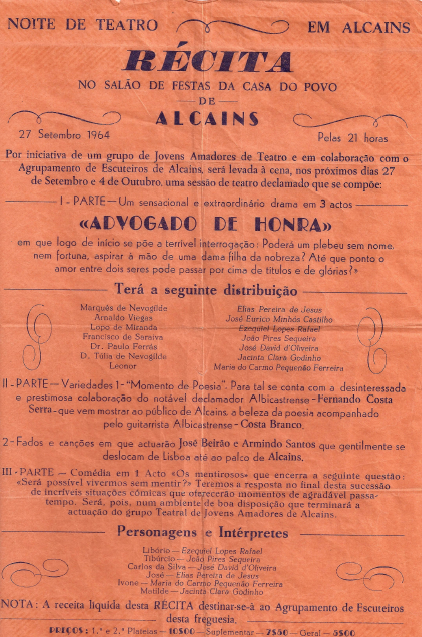 NOITE DE TEATRO EM ALCAINS
RÉCITA
NO SALÃO DE FESTAS DA CASA DO POVO
DE
ALCAINS
27 Setembro 1964 Pelas 21 horas
Por iniciativa de um grupo de Jovens Amadores de Teatro e em colaboração com o
Agrupamento de Escuteiros de Alcains, será levada à cena, nos próximos dias 27
de Setembro e 4 de Outubro, uma sessão de teatro declamado que se compõe:
I - PARTE — Um sensacional e extraordinário drama em 3 actos
«ADVOGADO DE HONRA»
em que logo de início se põe a terrível interrogação: Poderá um plebeu sem nome,
nem fortuna, aspirar à mão de uma dama filha da nobreza? Até que ponto o
amor entre dois seres pode passar por cima de títulos e de glórias?»
Terá a seguinte distribuição
Marquês de Nevogilde Elias Pereira de Jesus
Arnaldo Viegas José Eurico Minhós Castilho
Lopo de Miranda Ezequiel Lopes Rafael
Francisco de Saraiva João Pires Sequeira
Dr. Paulo Ferrás José David d'Oliveira
D. Túlia de Nevogilde Jacinta Clara Godinho
Leonor Maria do Carmo Pequenão Ferreira
II - PARTE — Variedades 1 - "Momento de Poesia". Para tal se conta com a desinteressada
e prestimosa colaboração do notável declamador Albicastrense - Fernando Costa
Serra - que vem mostrar ao público de Alcains, a beleza da poesia acompanhado
pelo guitarrista Albicastrense - Costa Branco.
2 - Fados e canções em que actuarão José Beirão e Armindo Santos que gentilmente se
deslocam de Lisboa até ao palco de Alcains.
III - PARTE — Comédia em 1 Acto «Os mentirosos» que encerra a seguinte questão:
«Será possível vivermos sem mentir?» Teremos a resposta no final desta sucessão
de incríveis situações cómicas que oferecerão momentos de agradável passa-
tempo. Será, pois, num ambiente de boa disposição que terminará a
actuação do grupo Teatral de Jovens Amadores de Alcains.
Personagens e Intérpretes
Libório — Ezequiel Lopes Rafael
Tibúrcio — João Pires Sequeira
Carlos da Silva — José David d'Oliveira
José — Elias Pereira de Jesus
Ivone — Maria do Carmo Pequenão Ferreira
Matilde — Jacinta Clara Godinho
NOTA: A receita líquida desta RÉCITA destinar-se-à ao Agrupamento de Escuteiros
desta freguesia.
PREÇOS: 1.ª e 2.ª Plateias — 10$00 — Suplementar — 7$50 — Geral — 5$00